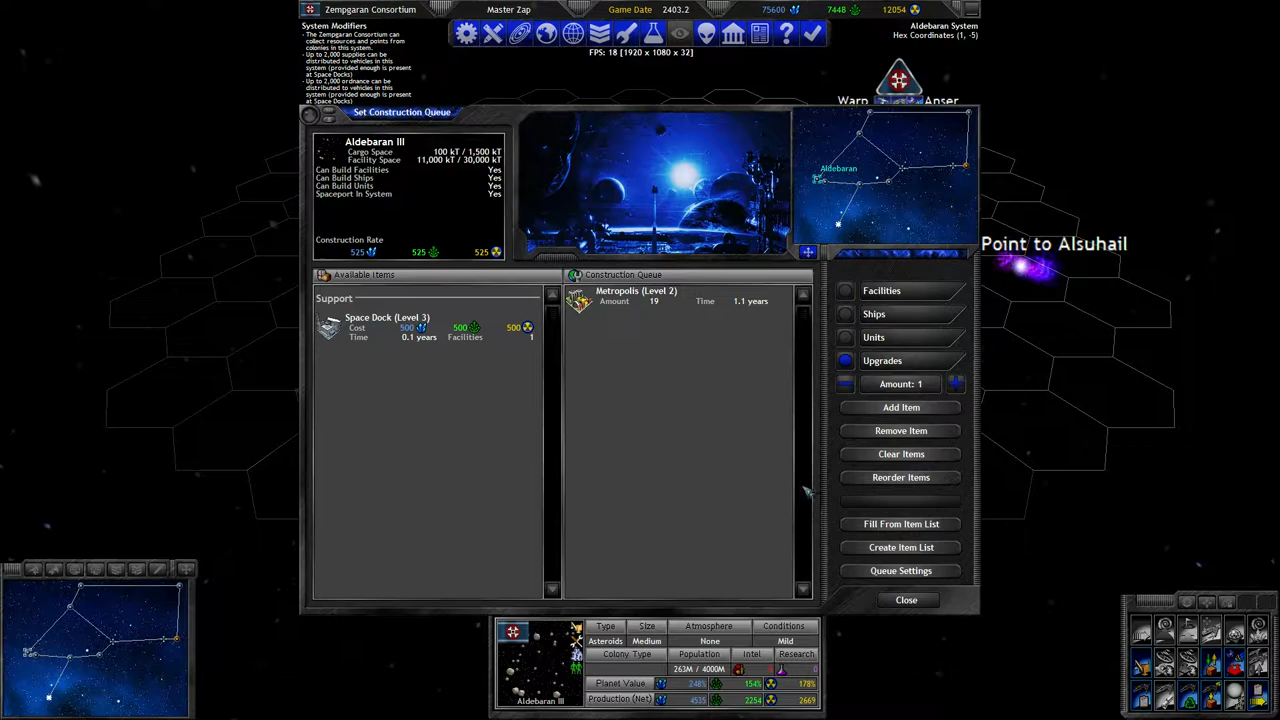 Zempgaran Consortium
Master Zap
Game Date 2403.2
75600
7448
12054
System Modifiers
• The Zempgaran Consortium can
collect resources and points from
colonies in this system.
• Up to 2,000 supplies can be
distributed to vehicles in this
system (provided enough is present
at Space Docks)
• Up to 2,000 ordnance can be
distributed to vehicles in this
system (provided enough is present
at Space Docks)
FPS: 18 [1920 x 1080 x 32]
Aldebaran System
Hex Coordinates (1, -5)
Warp
Anser
Set Construction Queue
Aldebaran III
Cargo Space 100 kT / 1,500 kT
Facility Space 11,000 kT / 30,000 kT
Can Build Facilities Yes
Can Build Ships Yes
Can Build Units Yes
Spaceport In System Yes
Construction Rate
525 525 525
Aldebaran
Point to Alsuhail
Available Items
Construction Queue
Support
Space Dock (Level 3)
Cost 500 500 500
Time 0.1 years Facilities 1
Metropolis (Level 2)
Amount 19 Time 1.1 years
Facilities
Ships
Units
Upgrades
Amount: 1
Add Item
Remove Item
Clear Items
Reorder Items
Fill From Item List
Create Item List
Queue Settings
Close
Aldebaran III
Type Size Atmosphere Conditions
Asteroids Medium None Mild
Colony Type Population Intel Research
263M / 4000M 0 0
Planet Value 248% 154% 178%
Production (Net) 4535 2254 2669